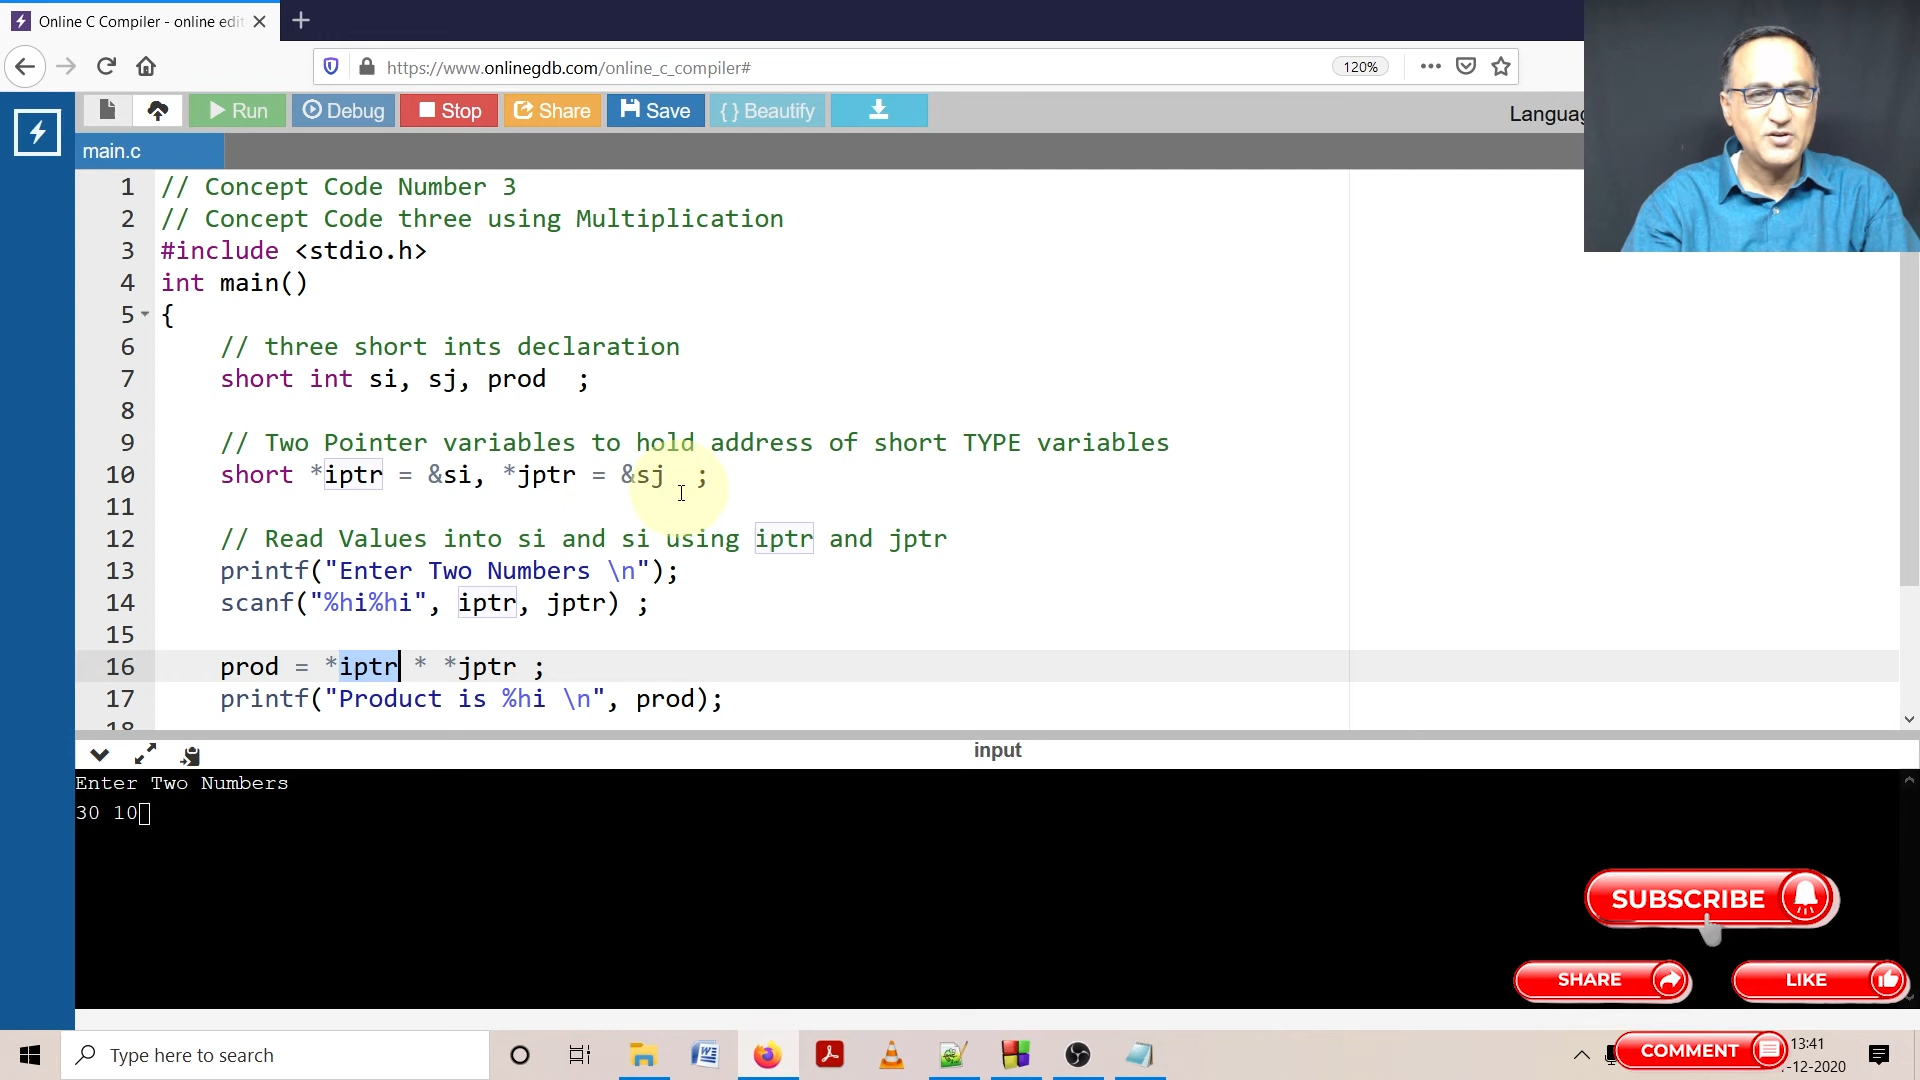 Online C Compiler - online edit
https://www.onlinegdb.com/online_c_compiler#
120%
Run Debug Stop Share Save { } Beautify
Languag
main.c
1 // Concept Code Number 3
2 // Concept Code three using Multiplication
3 #include <stdio.h>
4 int main()
5 {
6 // three short ints declaration
7 short int si, sj, prod ;
8
9 // Two Pointer variables to hold address of short TYPE variables
10 short *iptr = &si, *jptr = &sj ;
11
12 // Read Values into si and si using iptr and jptr
13 printf("Enter Two Numbers \n");
14 scanf("%hi%hi", iptr, jptr) ;
15
16 prod = *iptr * *jptr ;
17 printf("Product is %hi \n", prod);
18
input
Enter Two Numbers
30 10
SUBSCRIBE
SHARE LIKE
Type here to search
COMMENT
13:41
-12-2020